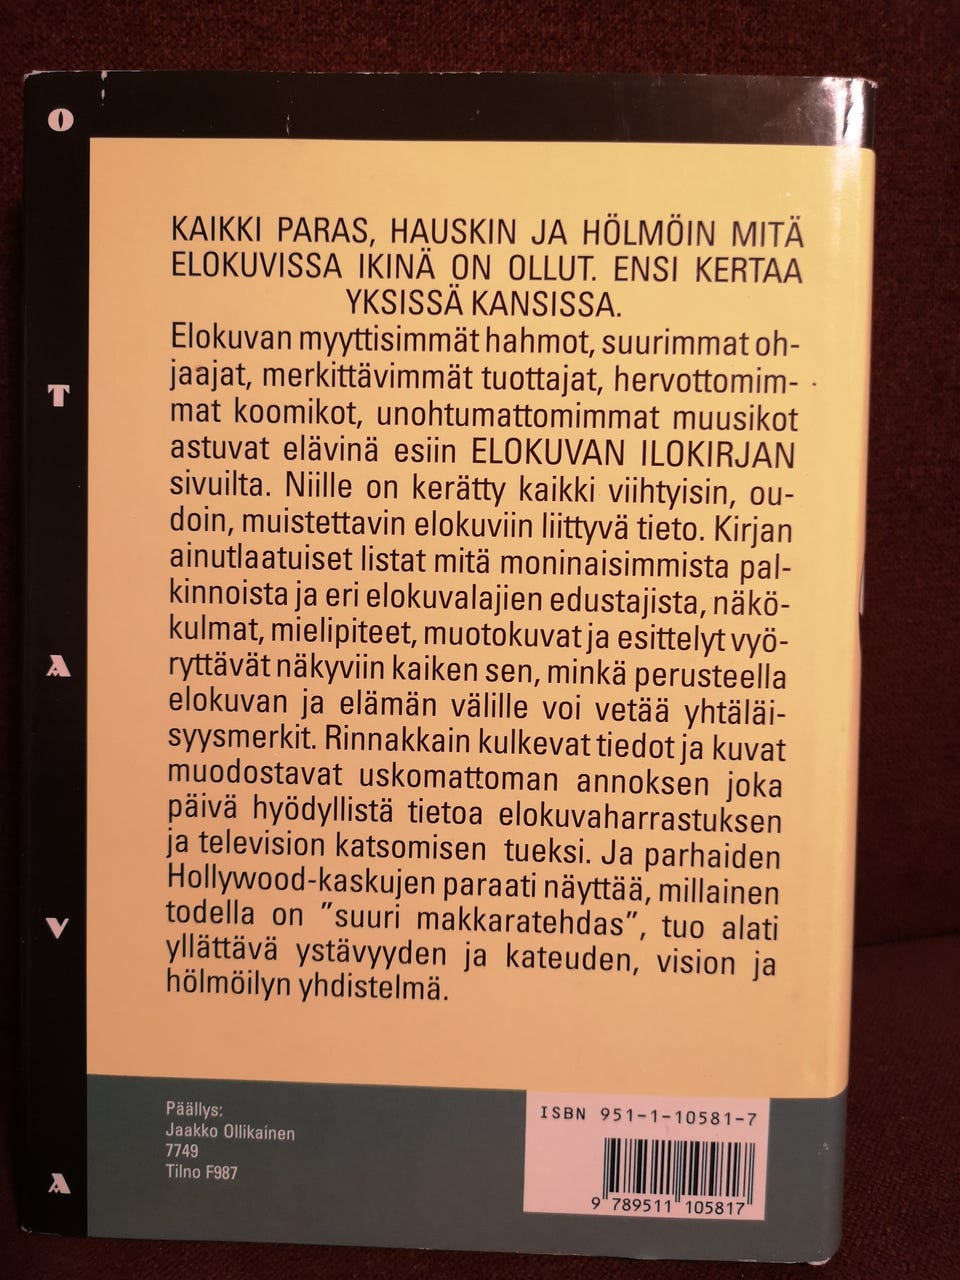 O
T
A
V
A
KAIKKI PARAS, HAUSKIN JA HÖLMÖIN MITÄ
ELOKUVISSA IKINÄ ON OLLUT. ENSI KERTAA
YKSISSÄ KANSISSA.
Elokuvan myyttisimmät hahmot, suurimmat oh-
jaajat, merkittävimmät tuottajat, hervottomim-
mat koomikot, unohtumattomimmat muusikot
astuvat elävinä esiin ELOKUVAN ILOKIRJAN
sivuilta. Niille on kerätty kaikki viihtyisin, ou-
doin, muistettavin elokuviin liittyvä tieto. Kirjan
ainutlaatuiset listat mitä moninaisimmista pal-
kinnoista ja eri elokuvalajien edustajista, näkö-
kulmat, mielipiteet, muotokuvat ja esittelyt vyö-
ryttävät näkyviin kaiken sen, minkä perusteella
elokuvan ja elämän välille voi vetää yhtäläi-
syysmerkit. Rinnakkain kulkevat tiedot ja kuvat
muodostavat uskomattoman annoksen joka
päivä hyödyllistä tietoa elokuvaharrastuksen
ja television katsomisen tueksi. Ja parhaiden
Hollywood-kaskujen paraati näyttää, millainen
todella on "suuri makkaratehdas", tuo alati
yllättävä ystävyyden ja kateuden, vision ja
hölmöilyn yhdistelmä.
Päällys:
Jaakko Ollikainen
7749
Tilno F987
ISBN 951-1-10581-7
9 789511 105817